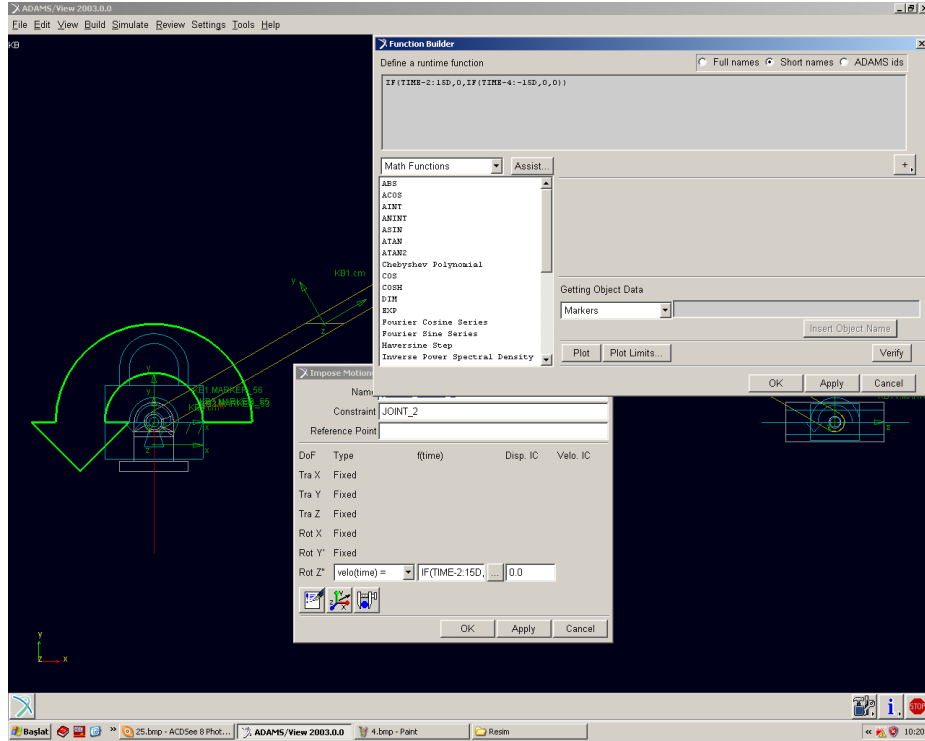 ADAMS/View 2003.0.0
File Edit View Build Simulate Review Settings Tools Help
KB
Function Builder
Define a runtime function
Full names Short names ADAMS ids
IF(TIME-2:15D,0,IF(TIME-4:-15D,0,0))
Math Functions
Assist...
+
ABS
ACOS
AINT
ANINT
ASIN
ATAN
ATAN2
Chebyshev Polynomial
COS
COSH
DIM
EXP
Fourier Cosine Series
Fourier Sine Series
Haversine Step
Inverse Power Spectral Density
Getting Object Data
Markers
Insert Object Name
Plot Plot Limits... Verify
OK Apply Cancel
KB1.cm
y
z
KB1 MARKER_56
y
y
z
x
x
Impose Motion
Name
Constraint JOINT_2
Reference Point
DoF Type f(time) Disp. IC Velo. IC
Tra X Fixed
Tra Y Fixed
Tra Z Fixed
Rot X Fixed
Rot Y' Fixed
Rot Z" velo(time) = IF(TIME-2:15D, ... 0.0
OK Apply Cancel
y
z x
i
STOP
Başlat » 25.bmp - ACDSee 8 Phot... ADAMS/View 2003.0.0 4.bmp - Paint Resim « 10:20